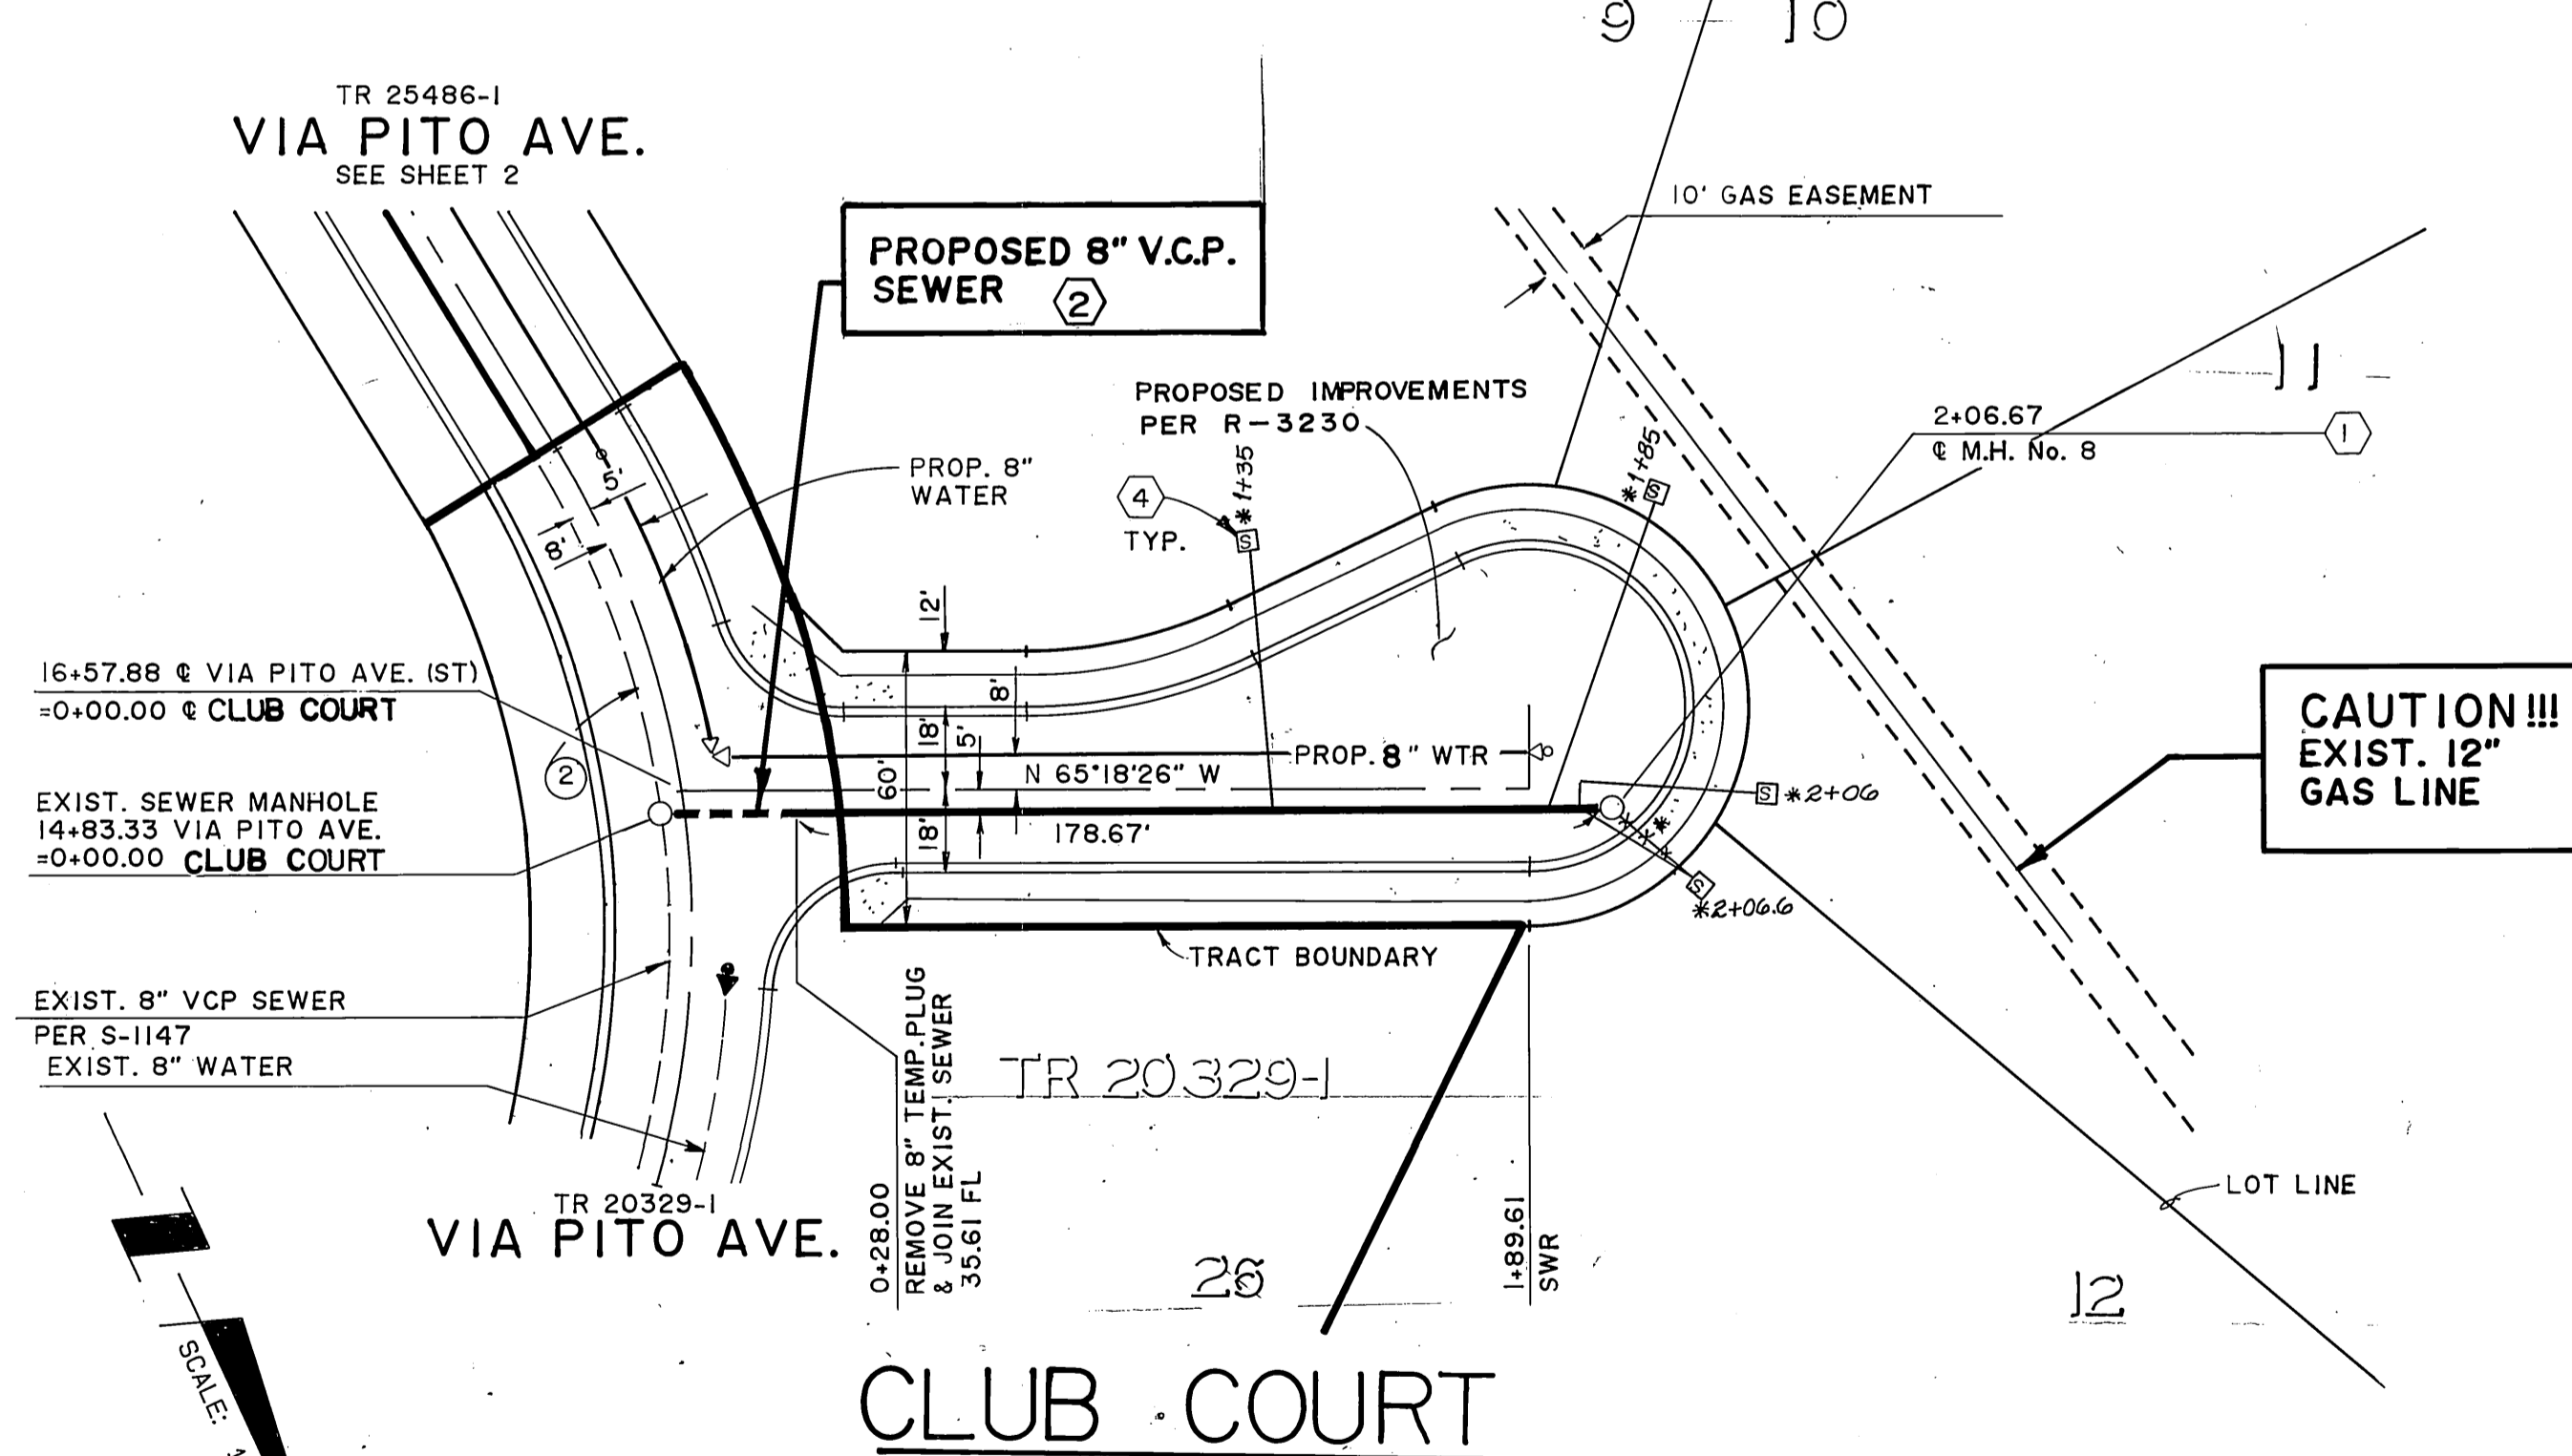 9 10
TR 25486-1
VIA PITO AVE.
SEE SHEET 2
PROPOSED 8" V.C.P.
SEWER 2
10' GAS EASEMENT
11
PROPOSED IMPROVEMENTS
PER R-3230
2+06.67
℄ M.H. No. 8
1
PROP. 8"
WATER
4
TYP.
S
*1+35
*1+85
S
5'
8'
12'
16+57.88 ℄ VIA PITO AVE. (ST)
=0+00.00 ℄ CLUB COURT
2
EXIST. SEWER MANHOLE
14+83.33 VIA PITO AVE.
=0+00.00 CLUB COURT
60'
18'
5'
8'
18'
PROP. 8" WTR
N 65°18'26" W
178.67'
S *2+06
S
*2+06.6
CAUTION!!!
EXIST. 12"
GAS LINE
TRACT BOUNDARY
EXIST. 8" VCP SEWER
PER S-1147
EXIST. 8" WATER
TR 20329-1
TR 20329-1
VIA PITO AVE.
0+28.00
REMOVE 8" TEMP. PLUG
& JOIN EXIST. SEWER
35.61 FL
1+89.61
SWR
LOT LINE
12
SCALE:
CLUB COURT